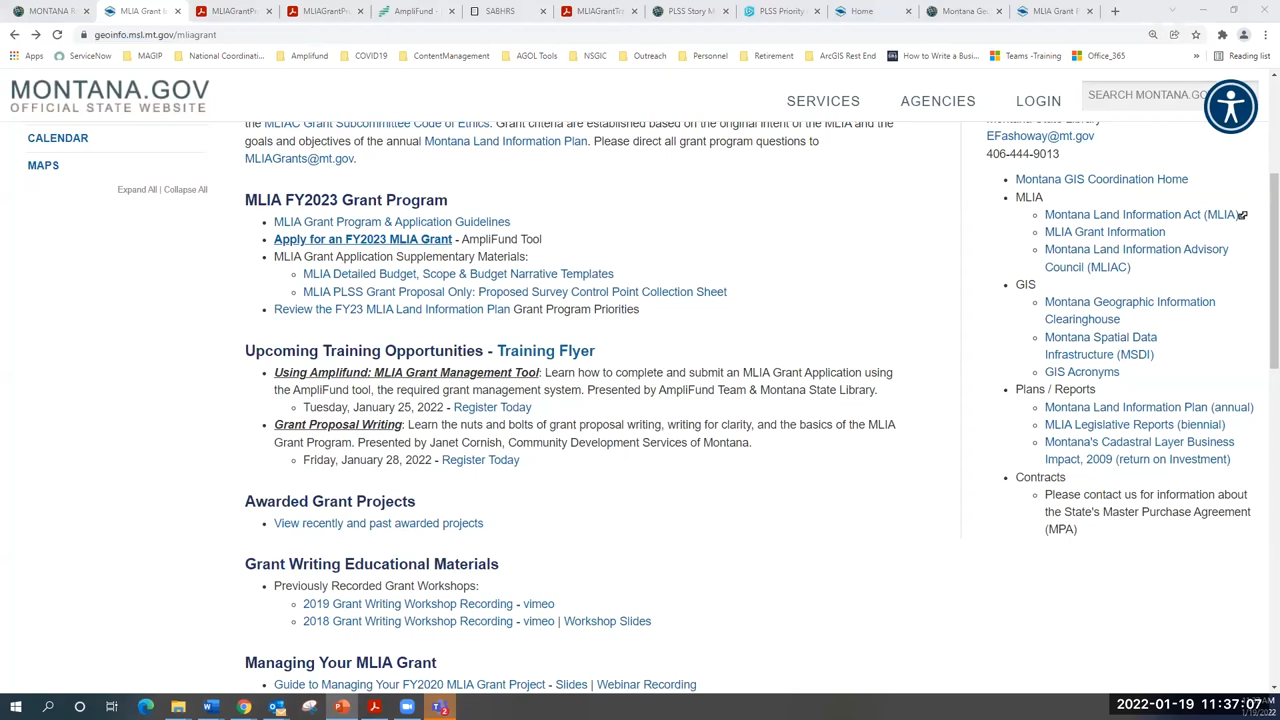 MONTANA R
MLIA Grant I
MLIAGrantPr
MLIAGrantPr
AmpliFund -
SABHRS
MLIAGrantTra
PLSS Story M
PLSS Priority
Home
Montana Ge
MLIA Grant P
geoinfo.msl.mt.gov/mliagrant
Apps
ServiceNow
MAGIP
National Coordinati...
Amplifund
COVID19
ContentManagement
AGOL Tools
NSGIC
Outreach
Personnel
Retirement
ArcGIS Rest End
How to Write a Busi...
Teams -Training
Office_365
»
Reading list
MONTANA.GOV
OFFICIAL STATE WEBSITE
SERVICES
AGENCIES
LOGIN
SEARCH MONTANA.GO
CALENDAR
MAPS
Expand All | Collapse All
the MLIAC Grant Subcommittee Code of Ethics. Grant criteria are established based on the original intent of the MLIA and the
goals and objectives of the annual Montana Land Information Plan. Please direct all grant program questions to
MLIAGrants@mt.gov.
MLIA FY2023 Grant Program
MLIA Grant Program & Application Guidelines
Apply for an FY2023 MLIA Grant - AmpliFund Tool
MLIA Grant Application Supplementary Materials:
MLIA Detailed Budget, Scope & Budget Narrative Templates
MLIA PLSS Grant Proposal Only: Proposed Survey Control Point Collection Sheet
Review the FY23 MLIA Land Information Plan Grant Program Priorities
Upcoming Training Opportunities - Training Flyer
Using Amplifund: MLIA Grant Management Tool: Learn how to complete and submit an MLIA Grant Application using
the AmpliFund tool, the required grant management system. Presented by AmpliFund Team & Montana State Library.
Tuesday, January 25, 2022 - Register Today
Grant Proposal Writing: Learn the nuts and bolts of grant proposal writing, writing for clarity, and the basics of the MLIA
Grant Program. Presented by Janet Cornish, Community Development Services of Montana.
Friday, January 28, 2022 - Register Today
Awarded Grant Projects
View recently and past awarded projects
Grant Writing Educational Materials
Previously Recorded Grant Workshops:
2019 Grant Writing Workshop Recording - vimeo
2018 Grant Writing Workshop Recording - vimeo | Workshop Slides
Managing Your MLIA Grant
Guide to Managing Your FY2020 MLIA Grant Project - Slides | Webinar Recording
EFashoway@mt.gov
406-444-9013
Montana GIS Coordination Home
MLIA
Montana Land Information Act (MLIA)
MLIA Grant Information
Montana Land Information Advisory
Council (MLIAC)
GIS
Montana Geographic Information
Clearinghouse
Montana Spatial Data
Infrastructure (MSDI)
GIS Acronyms
Plans / Reports
Montana Land Information Plan (annual)
MLIA Legislative Reports (biennial)
Montana's Cadastral Layer Business
Impact, 2009 (return on Investment)
Contracts
Please contact us for information about
the State's Master Purchase Agreement
(MPA)
2022-01-19 11:37:07